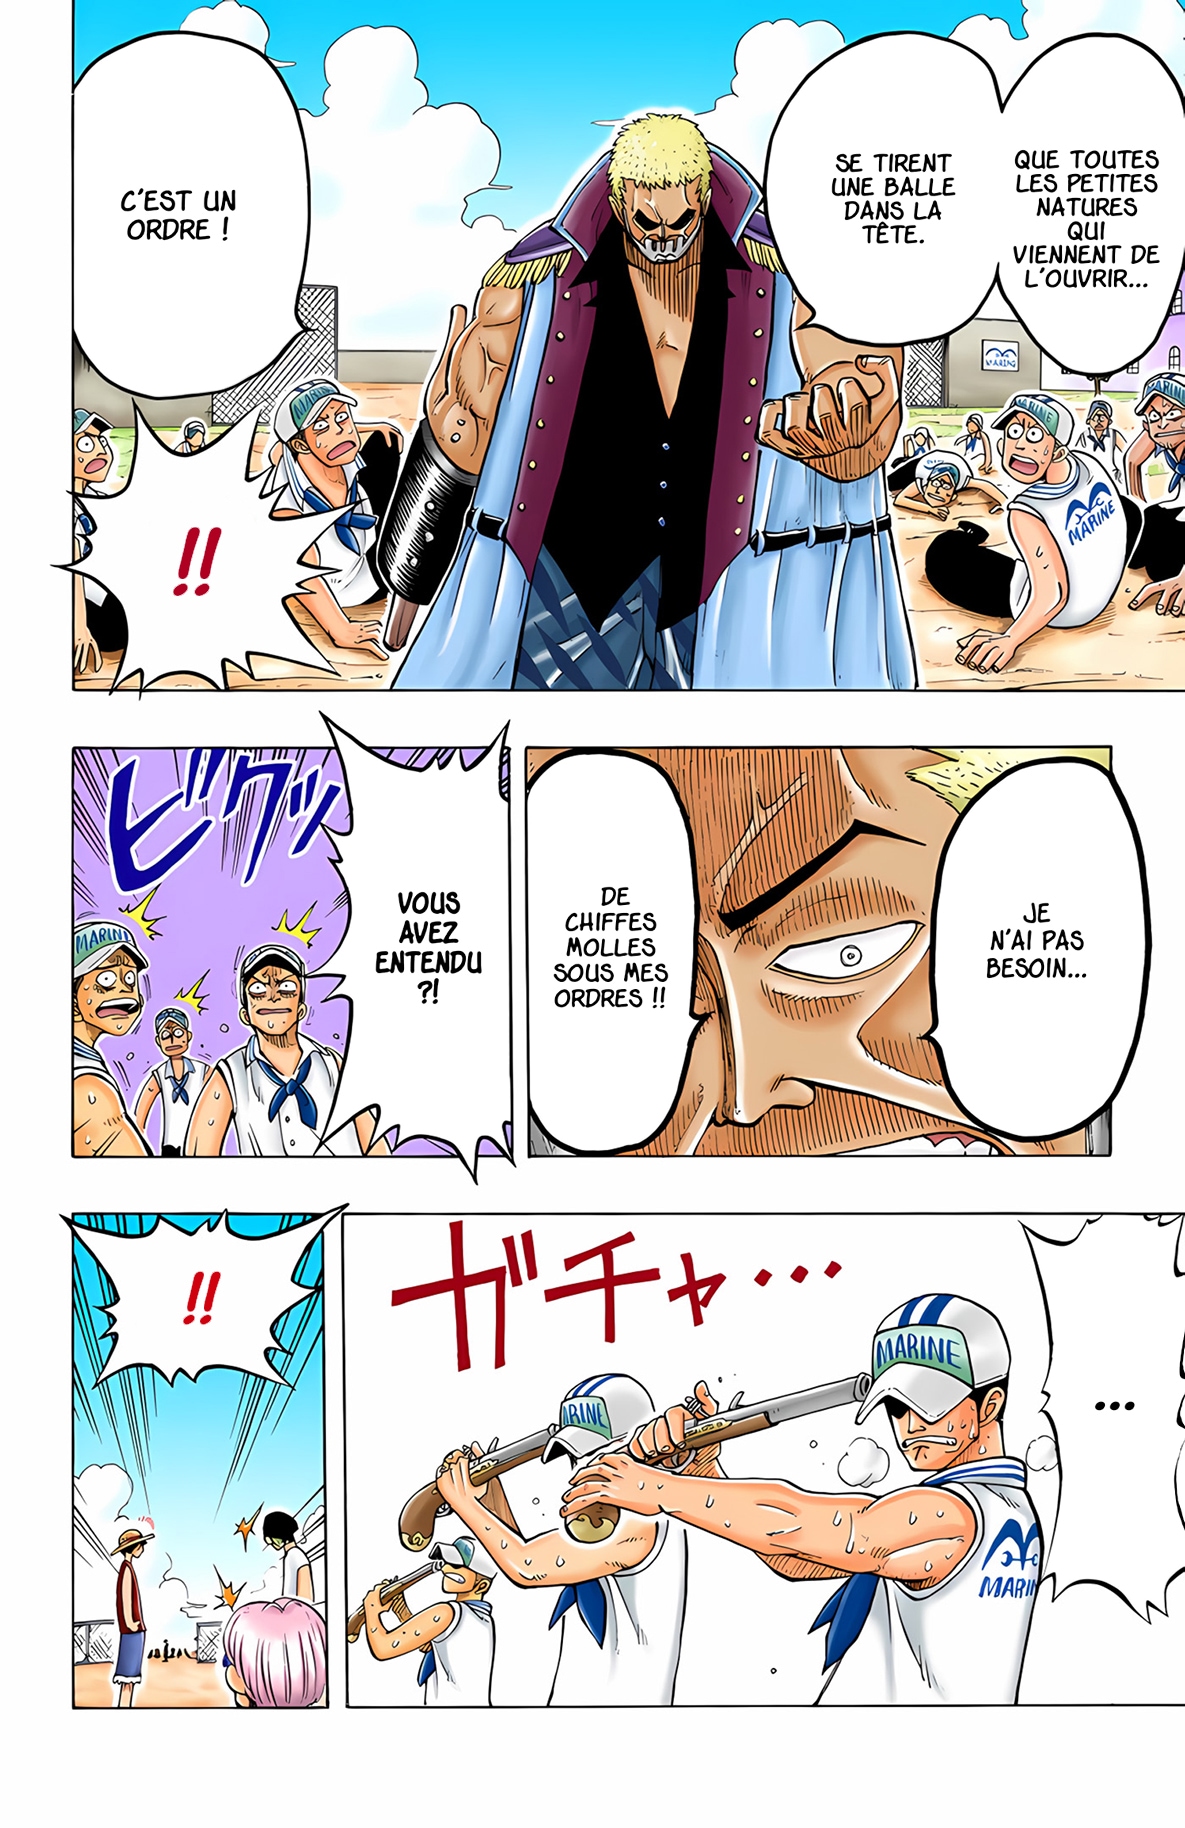 QUE TOUTES
LES PETITES
NATURES
QUI
VIENNENT DE
L'OUVRIR...
SE TIRENT
UNE BALLE
DANS LA
TÊTE.
C'EST UN
ORDRE !
MARINE
MARINE
MARINE
MARINE
MARINE
!!
JE
N'AI PAS
BESOIN...
DE
CHIFFES
MOLLES
SOUS MES
ORDRES !!
VOUS
AVEZ
ENTENDU
?!
ビクッ
MARINE
...
ガチャ...
MARINE
ARINE
MARIN
!!